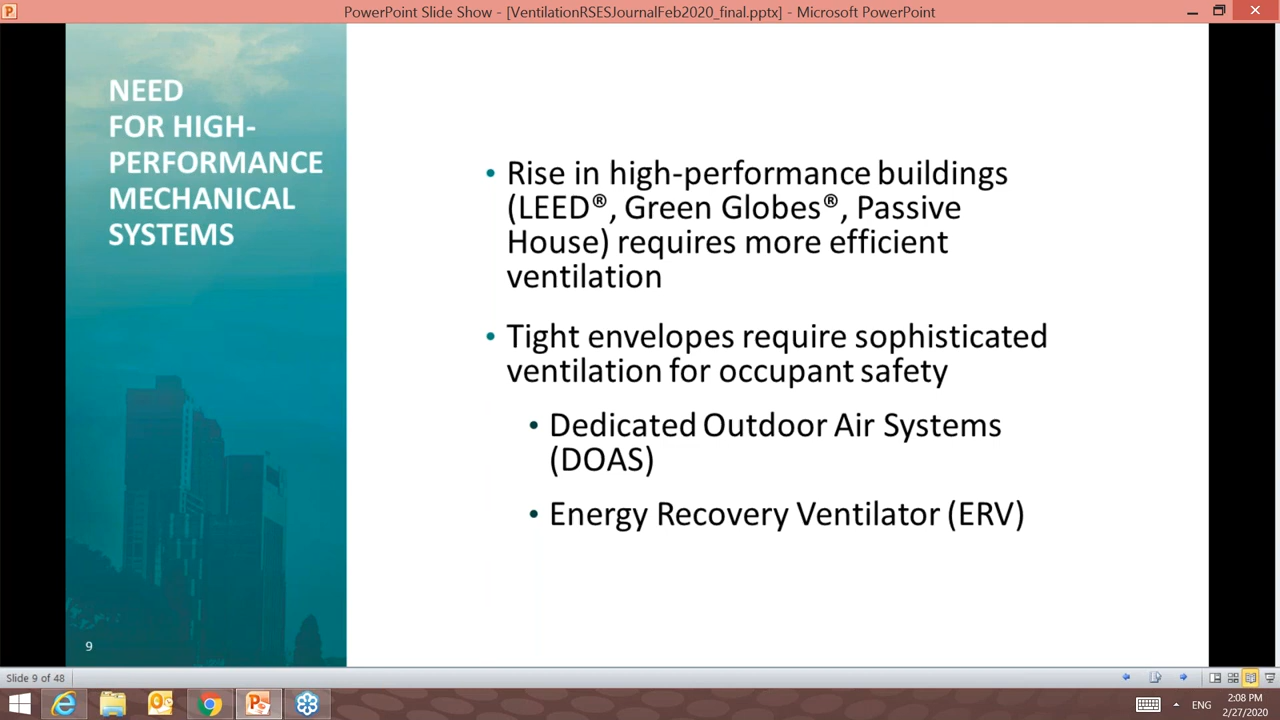 PowerPoint Slide Show - [VentilationRSESJournalFeb2020_final.pptx] - Microsoft PowerPoint
NEED
FOR HIGH-
PERFORMANCE
MECHANICAL
SYSTEMS
• Rise in high-performance buildings
(LEED®, Green Globes®, Passive
House) requires more efficient
ventilation
• Tight envelopes require sophisticated
ventilation for occupant safety
• Dedicated Outdoor Air Systems
(DOAS)
• Energy Recovery Ventilator (ERV)
9
Slide 9 of 48
ENG
2:08 PM
2/27/2020